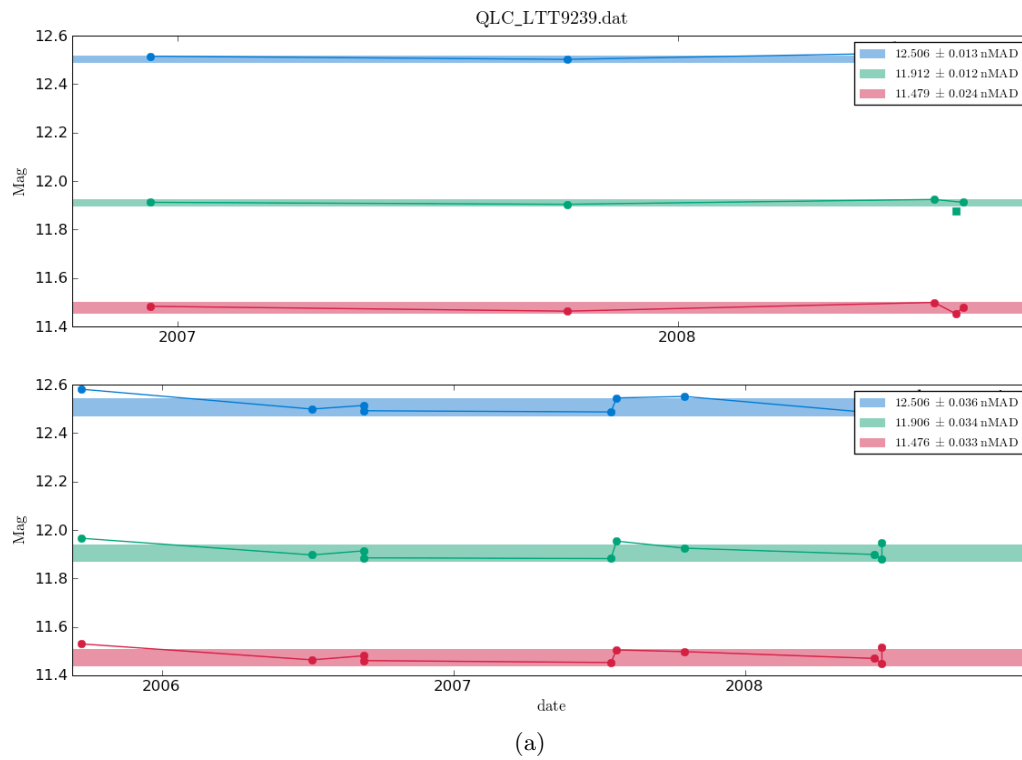 QLC_LTT9239.dat
12.6
12.506 ± 0.013 nMAD
11.912 ± 0.012 nMAD
11.479 ± 0.024 nMAD
12.4
12.2
Mag
12.0
11.8
11.6
11.4
2007 2008
12.6
12.506 ± 0.036 nMAD
11.906 ± 0.034 nMAD
11.476 ± 0.033 nMAD
12.4
12.2
Mag
12.0
11.8
11.6
11.4
2006 2007 2008
date
(a)